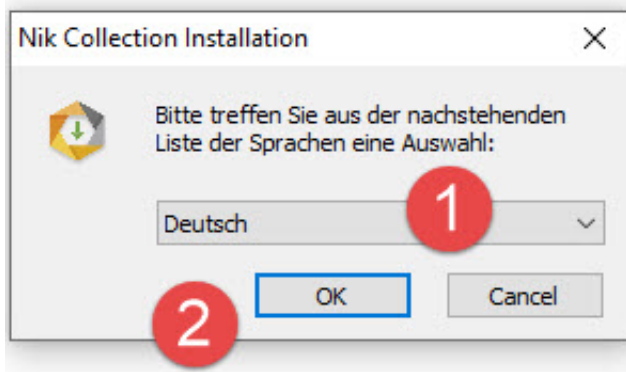 Nik Collection Installation
Bitte treffen Sie aus der nachstehenden
Liste der Sprachen eine Auswahl:
Deutsch
1
OK
Cancel
2